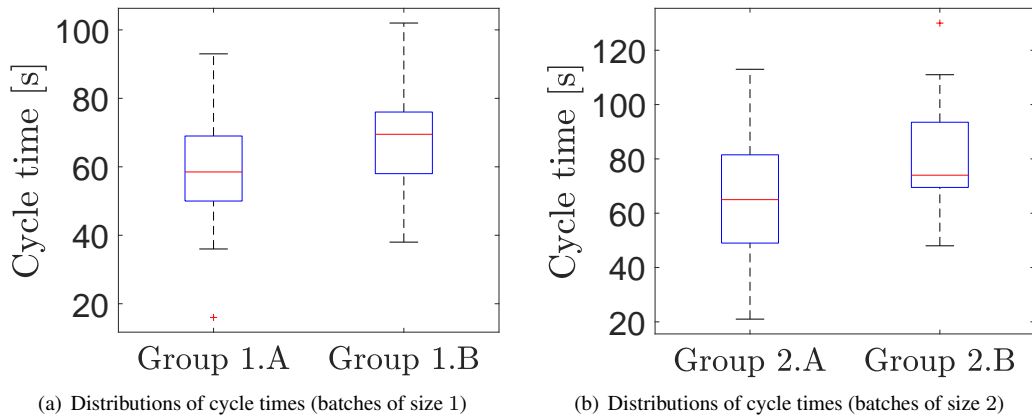 Cycle time [s]
100
80
60
40
20
Group 1.A
Group 1.B
(a) Distributions of cycle times (batches of size 1)
Cycle time [s]
120
100
80
60
40
20
Group 2.A
Group 2.B
(b) Distributions of cycle times (batches of size 2)